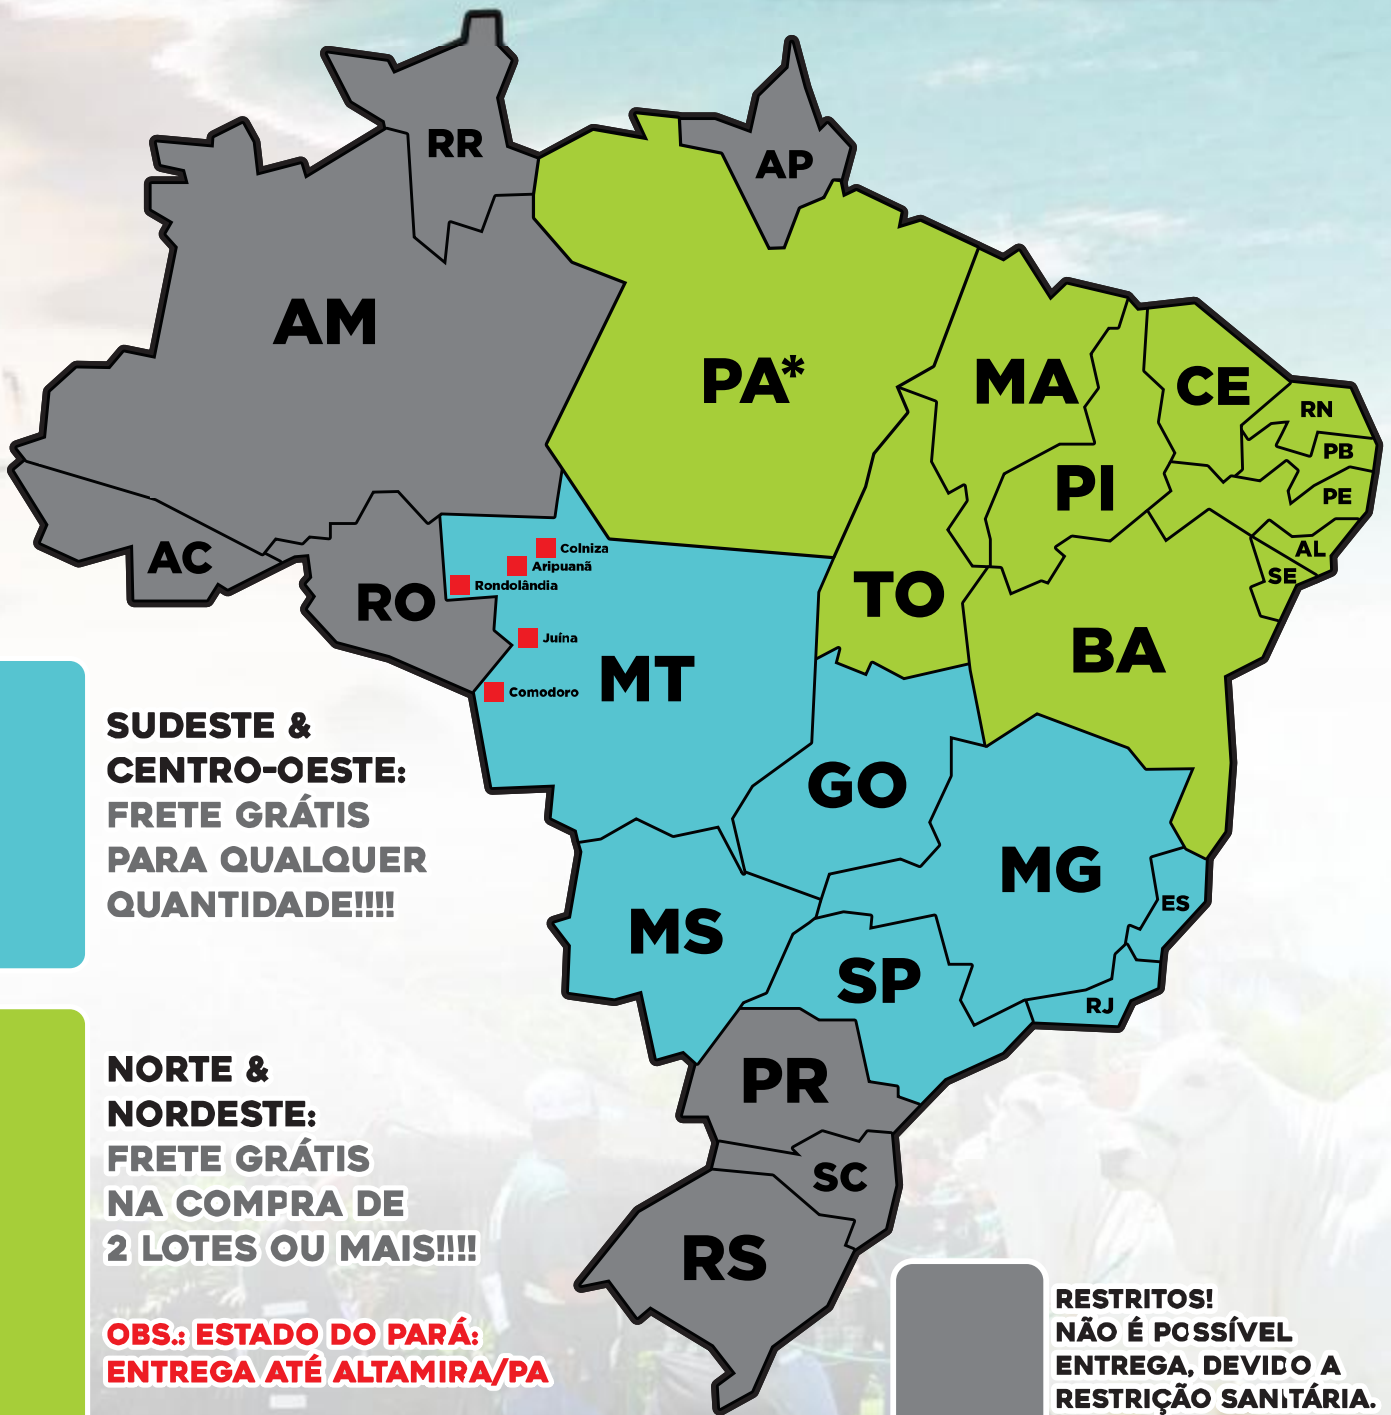 RR
AP
AM
PA*
MA
CE
RN
PB
PI
PE
AC
RO
Colniza
Aripuanã
Rondolândia
TO
AL
SE
Juína
MT
BA
Comodoro
SUDESTE &
CENTRO-OESTE:
FRETE GRÁTIS
PARA QUALQUER
QUANTIDADE!!!!
GO
MG
ES
MS
SP
RJ
NORTE &
NORDESTE:
FRETE GRÁTIS
NA COMPRA DE
2 LOTES OU MAIS!!!!
PR
SC
RS
OBS.: ESTADO DO PARÁ:
ENTREGA ATÉ ALTAMIRA/PA
RESTRITOS!
NÃO É POSSÍVEL
ENTREGA, DEVIDO A
RESTRIÇÃO SANITÁRIA.